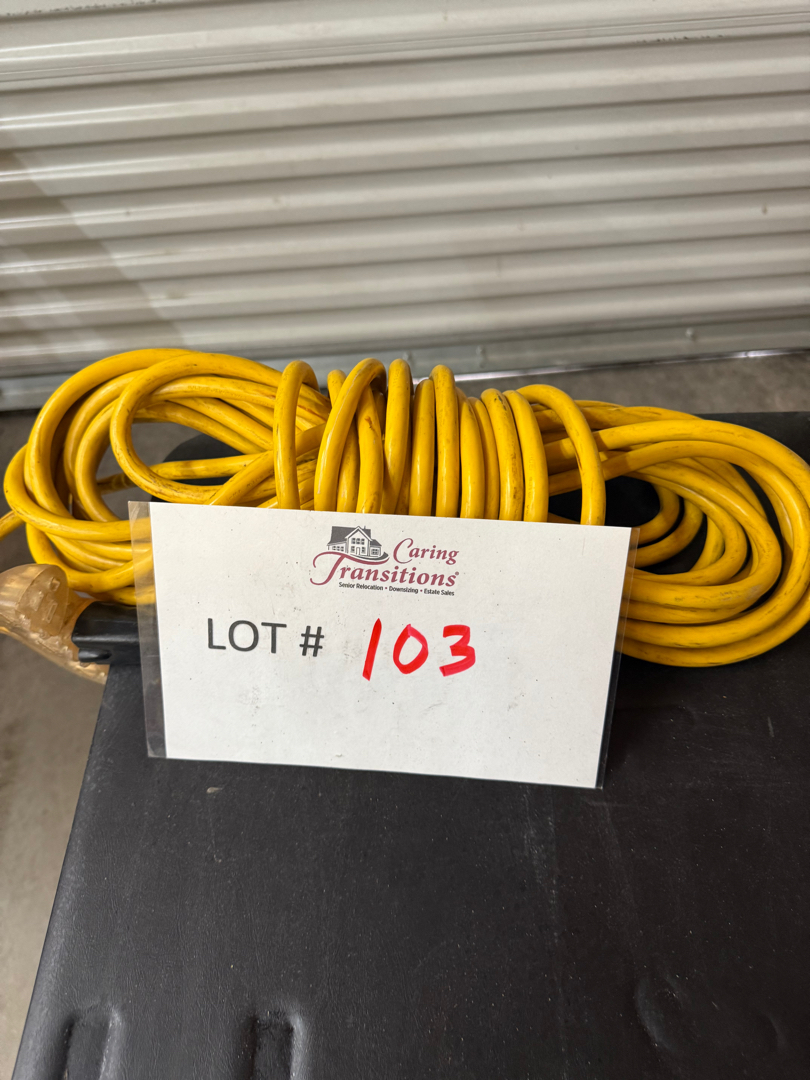 Caring
Transitions®
Senior Relocation • Downsizing • Estate Sales
LOT # 103